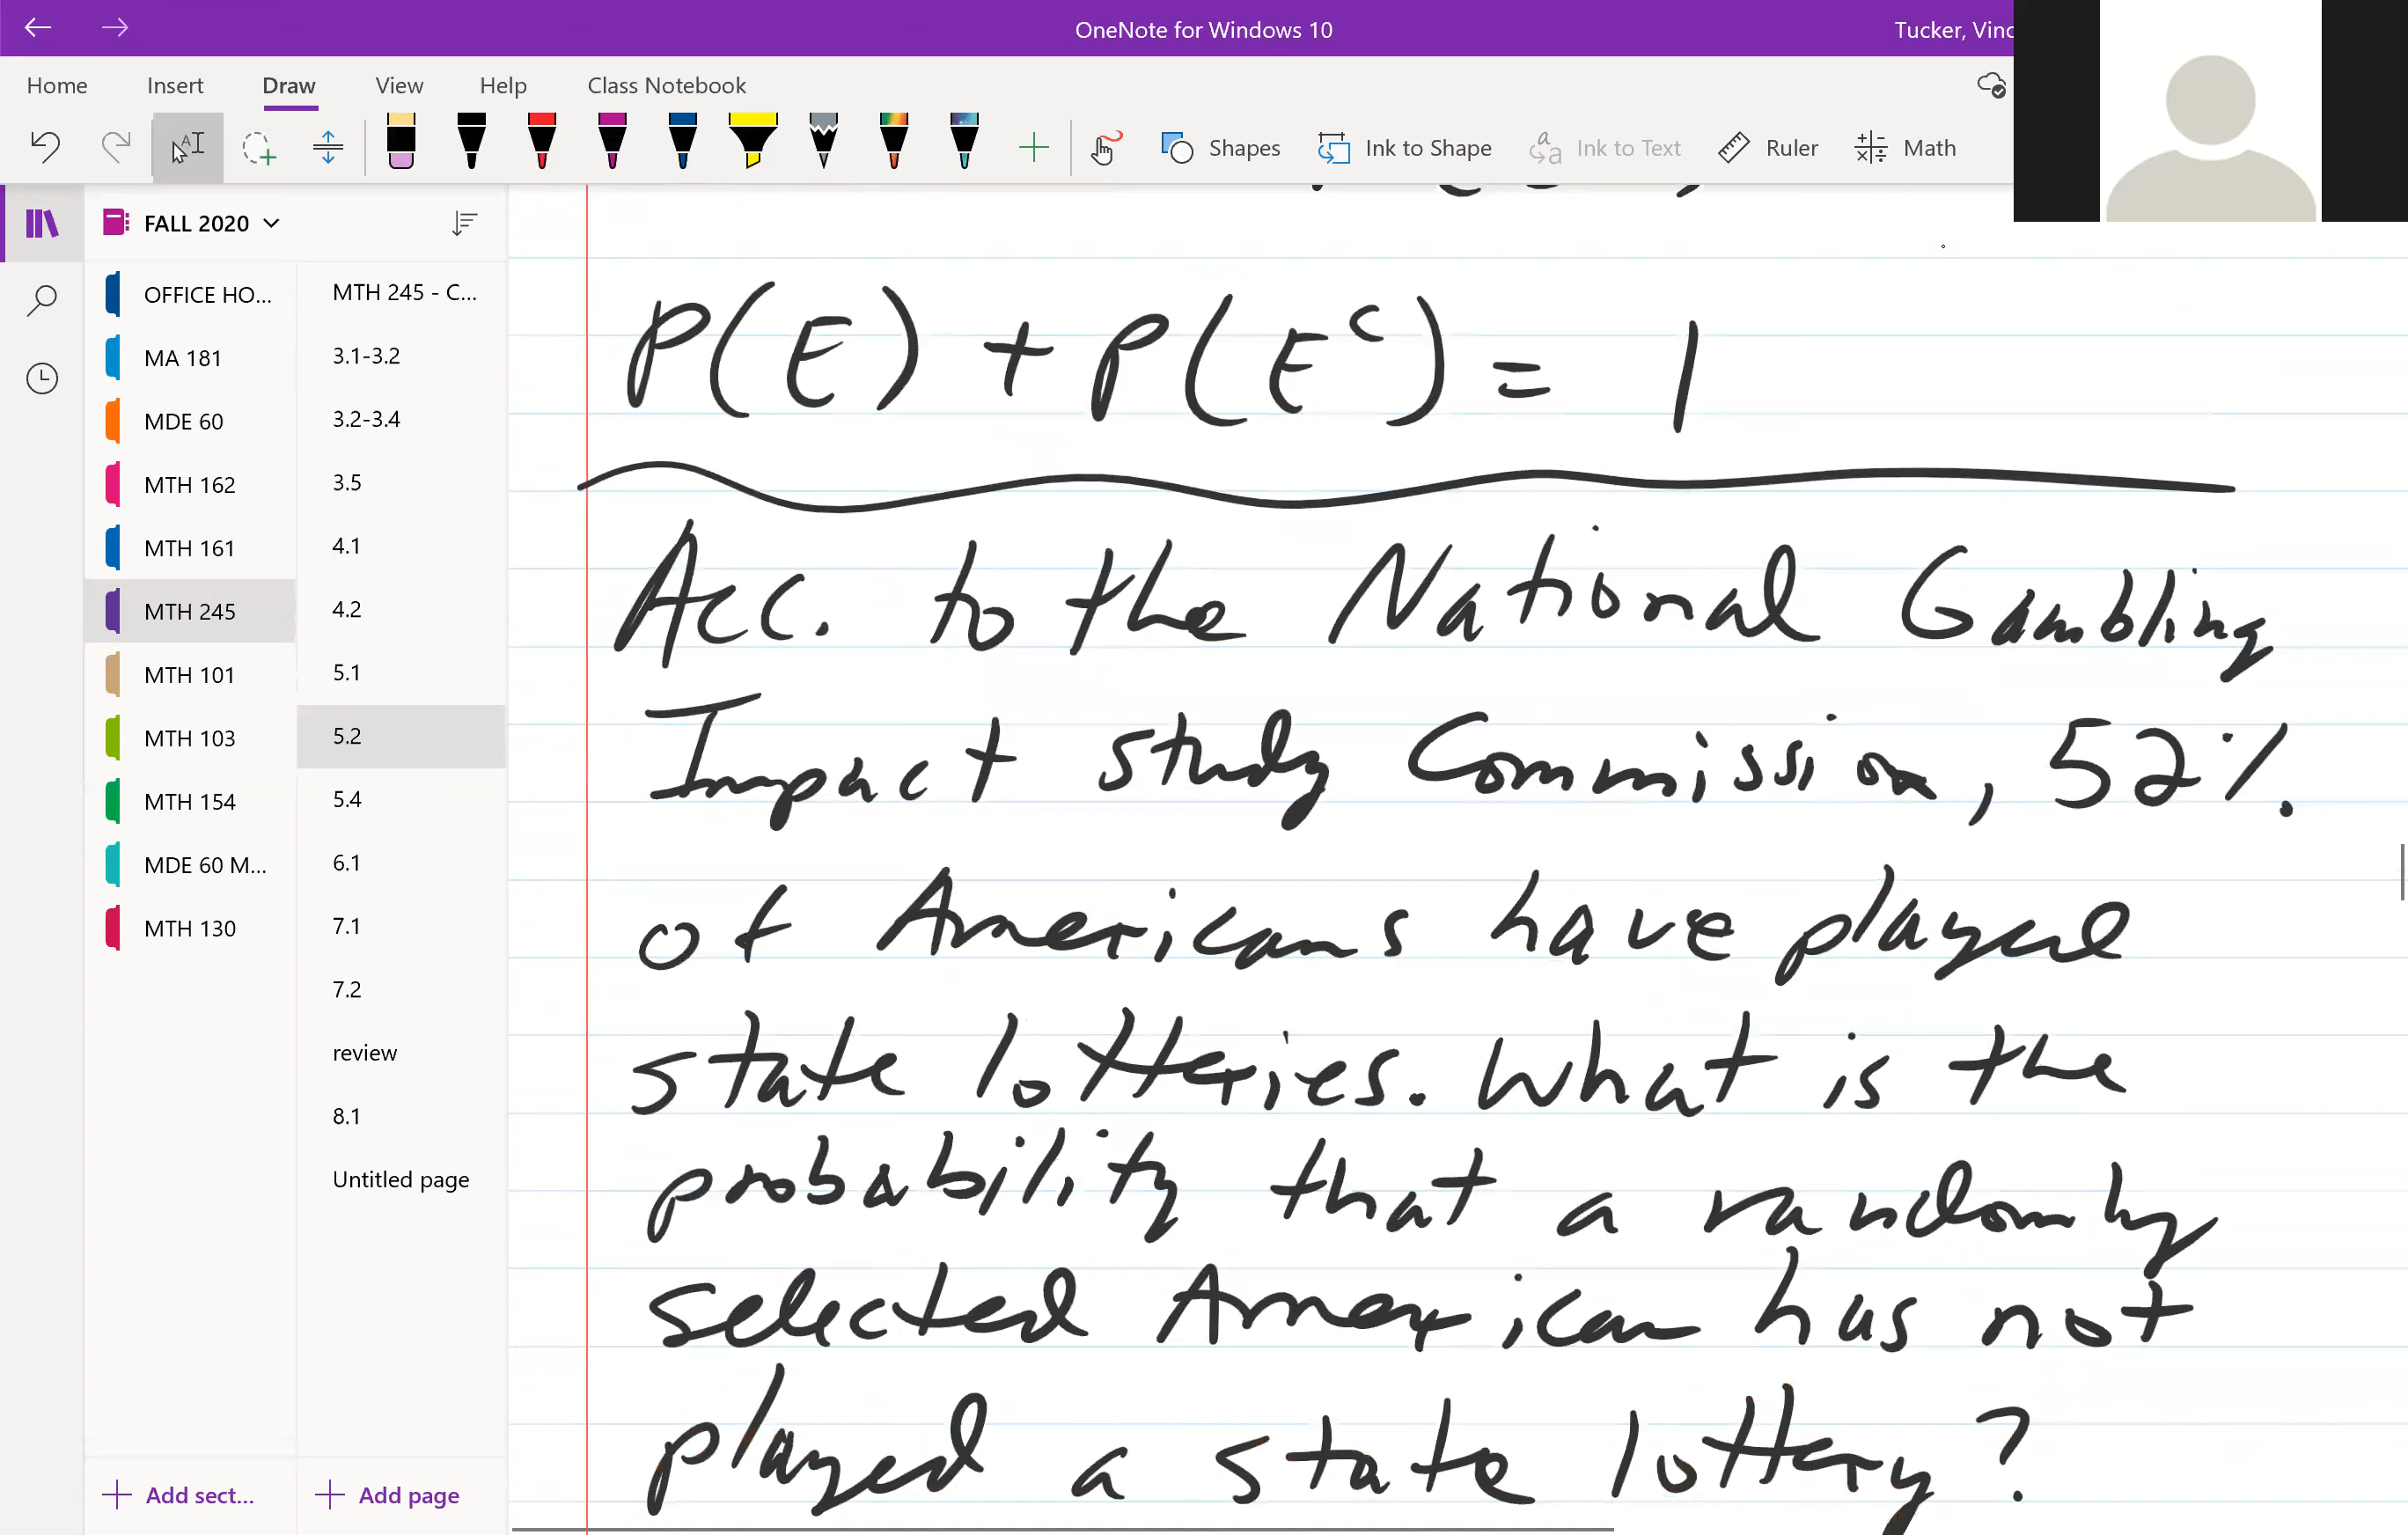 OneNote for Windows 10
Tucker, Vinc
Home Insert Draw View Help Class Notebook
Shapes Ink to Shape Ink to Text Ruler Math
FALL 2020
OFFICE HO...
MA 181
MDE 60
MTH 162
MTH 161
MTH 245
MTH 101
MTH 103
MTH 154
MDE 60 M...
MTH 130
Add sect...
MTH 245 - C...
3.1-3.2
3.2-3.4
3.5
4.1
4.2
5.1
5.2
5.4
6.1
7.1
7.2
review
8.1
Untitled page
Add page
P(E) + P(E^c) = 1
Acc. to the National Gambling
Impact study Commission, 52%
of Americans have played
state lotteries. What is the
probability that a randomly
selected American has not
played a state lottery?